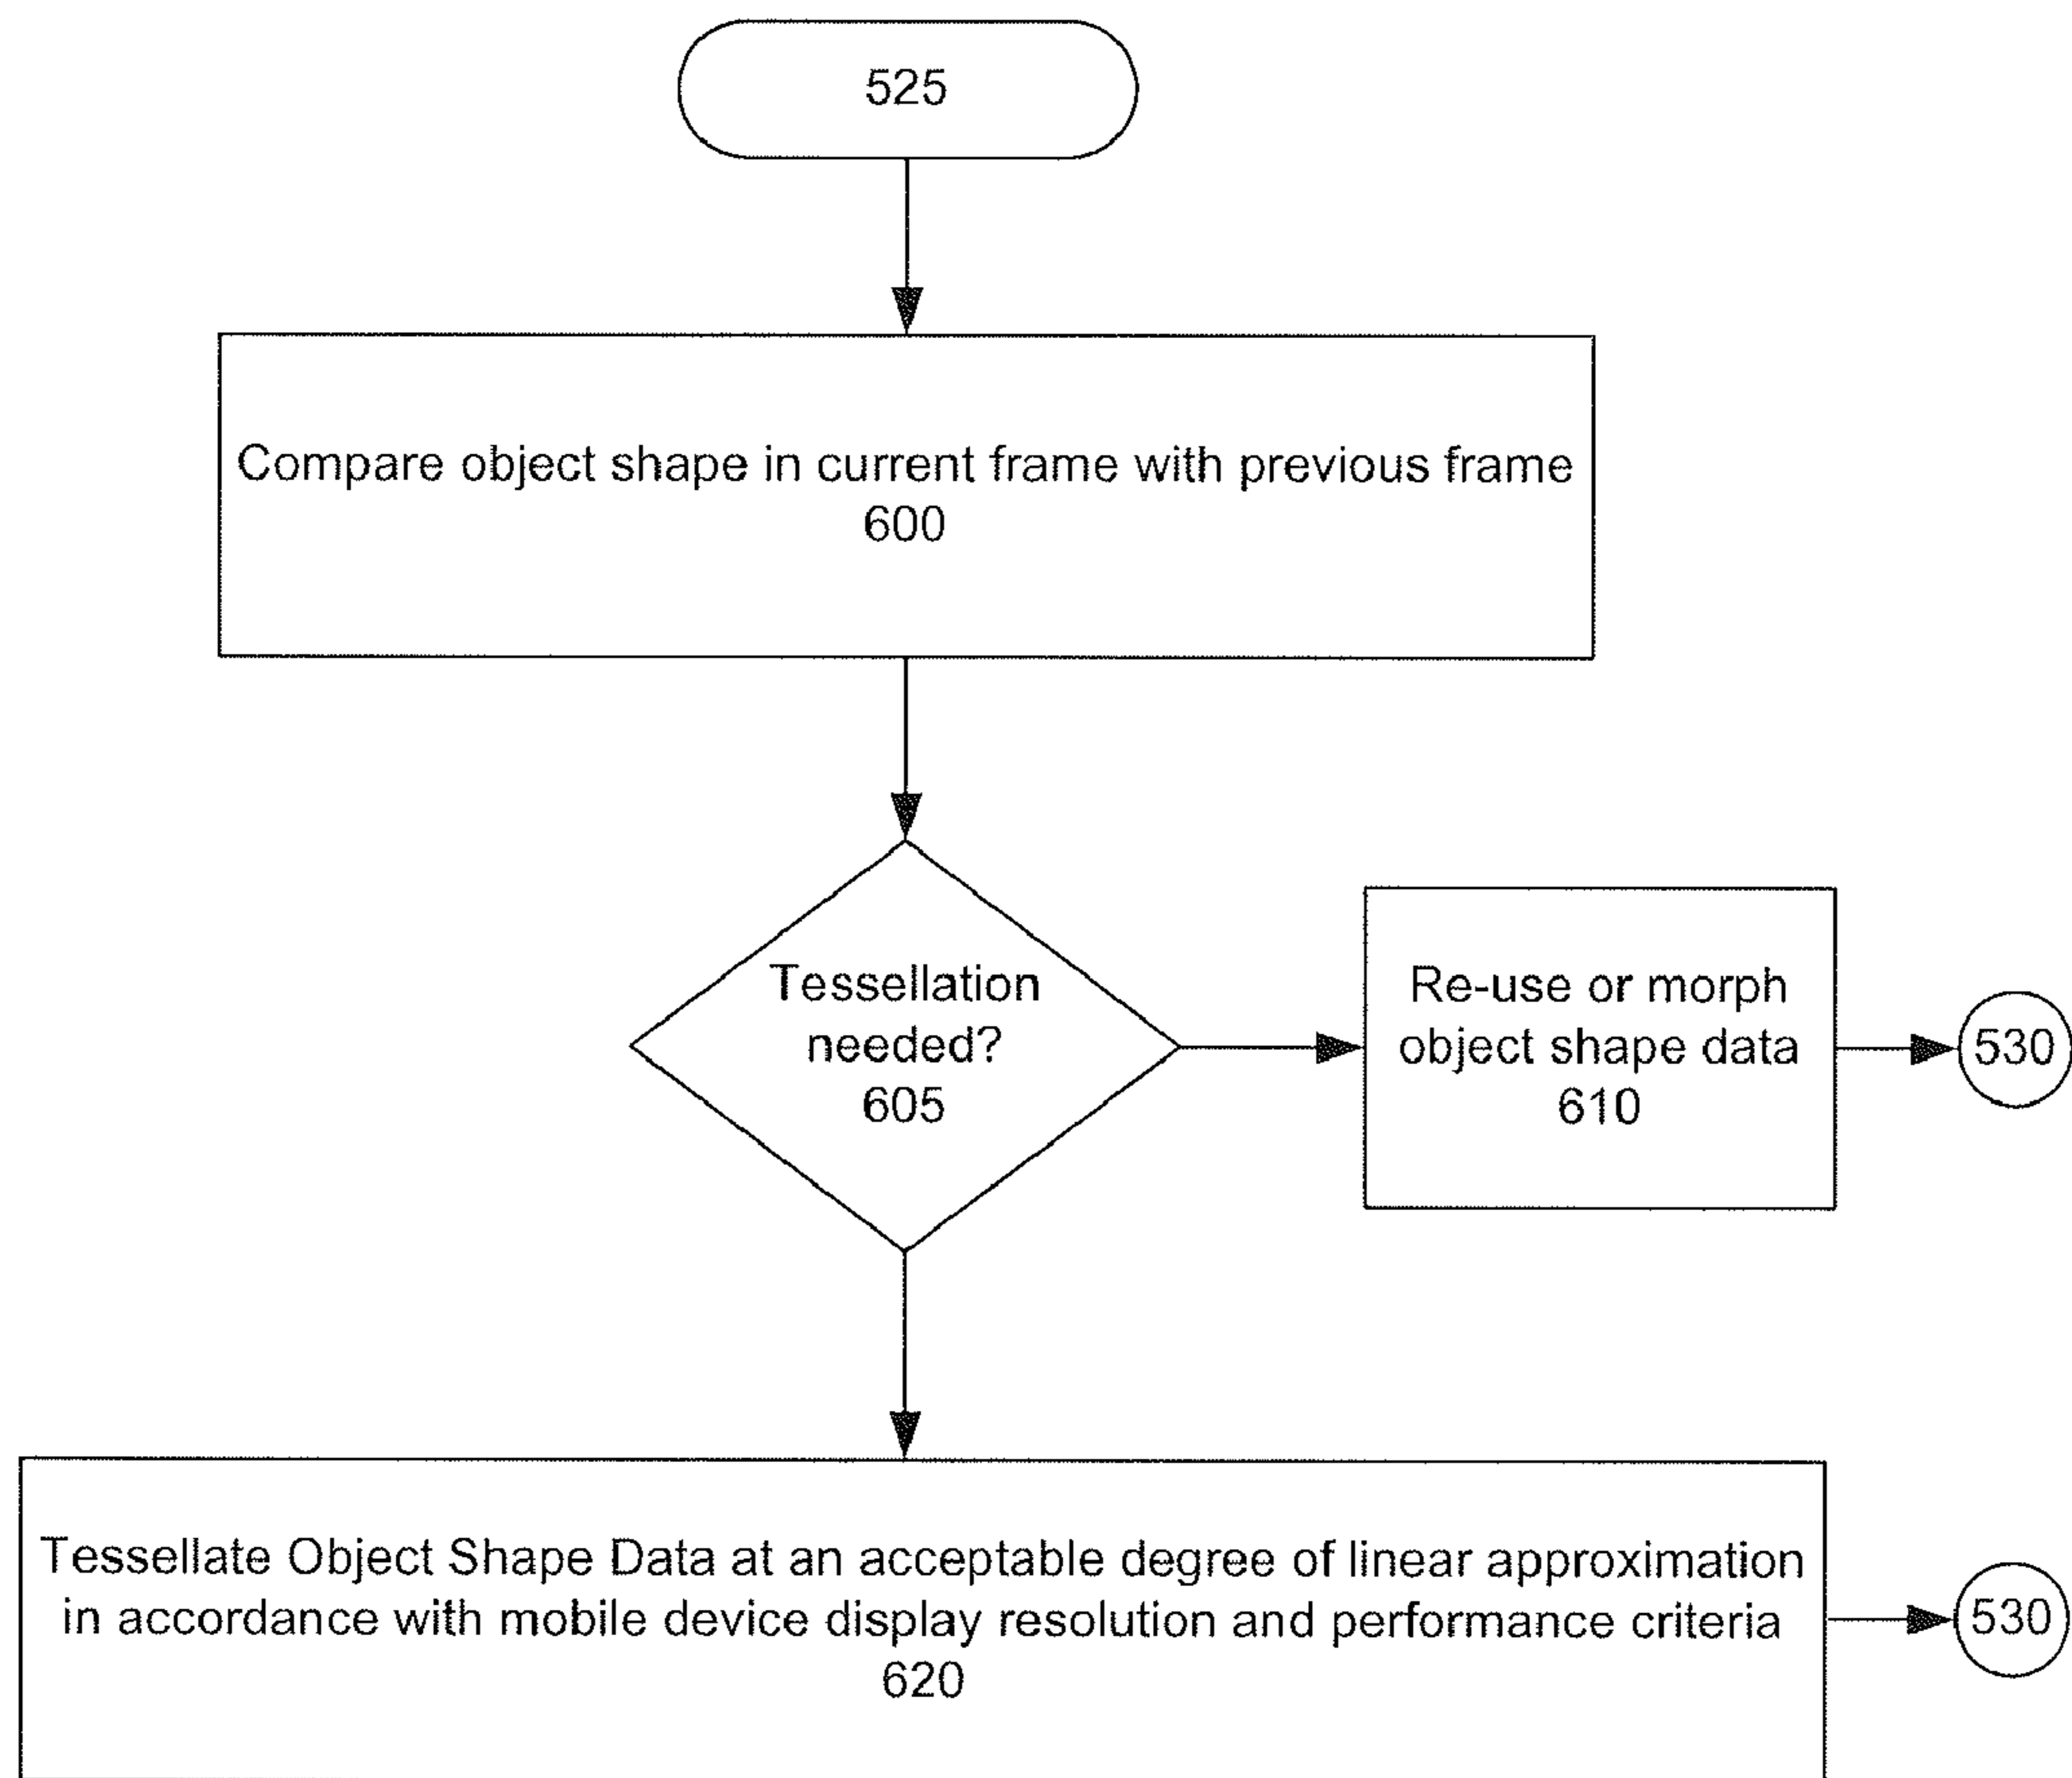 525
Compare object shape in current frame with previous frame
600
Tessellation
needed?
605
Re-use or morph
object shape data
610
530
Tessellate Object Shape Data at an acceptable degree of linear approximation
in accordance with mobile device display resolution and performance criteria
620
530